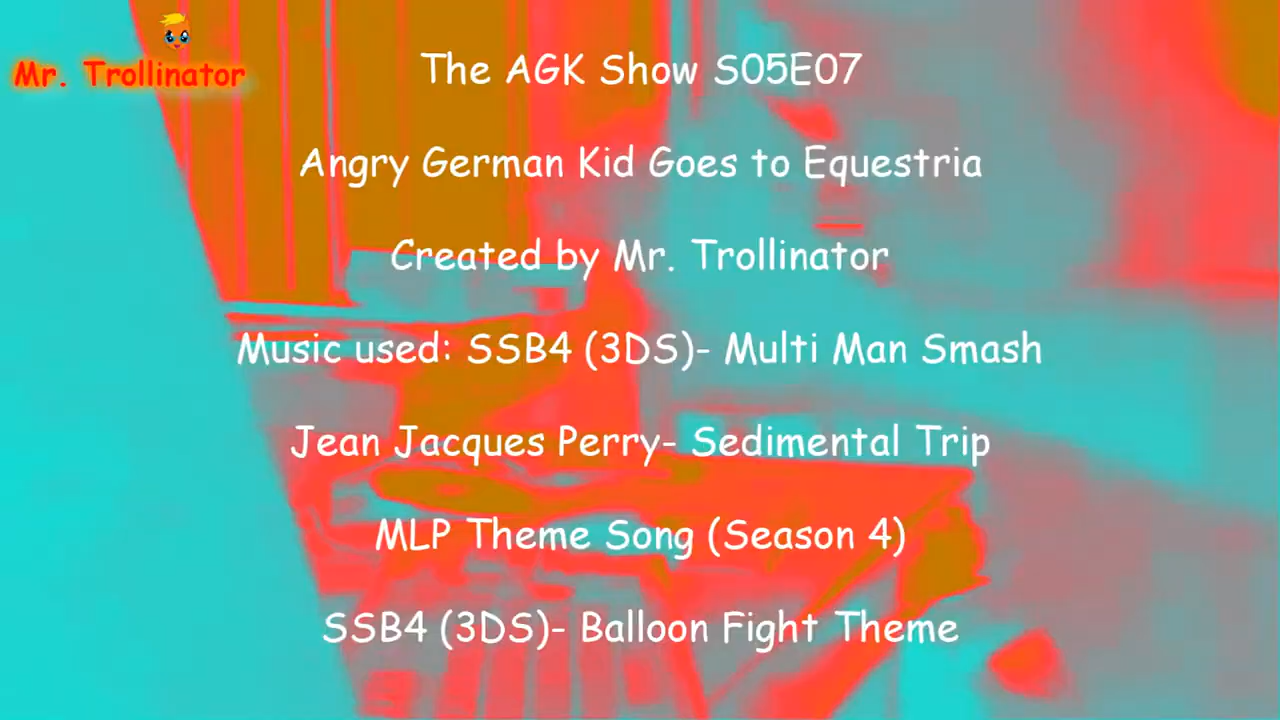 Mr. Trollinator
The AGK Show S05E07
Angry German Kid Goes to Equestria
Created by Mr. Trollinator
Music used: SSB4 (3DS)- Multi Man Smash
Jean Jacques Perry- Sedimental Trip
MLP Theme Song (Season 4)
SSB4 (3DS)- Balloon Fight Theme